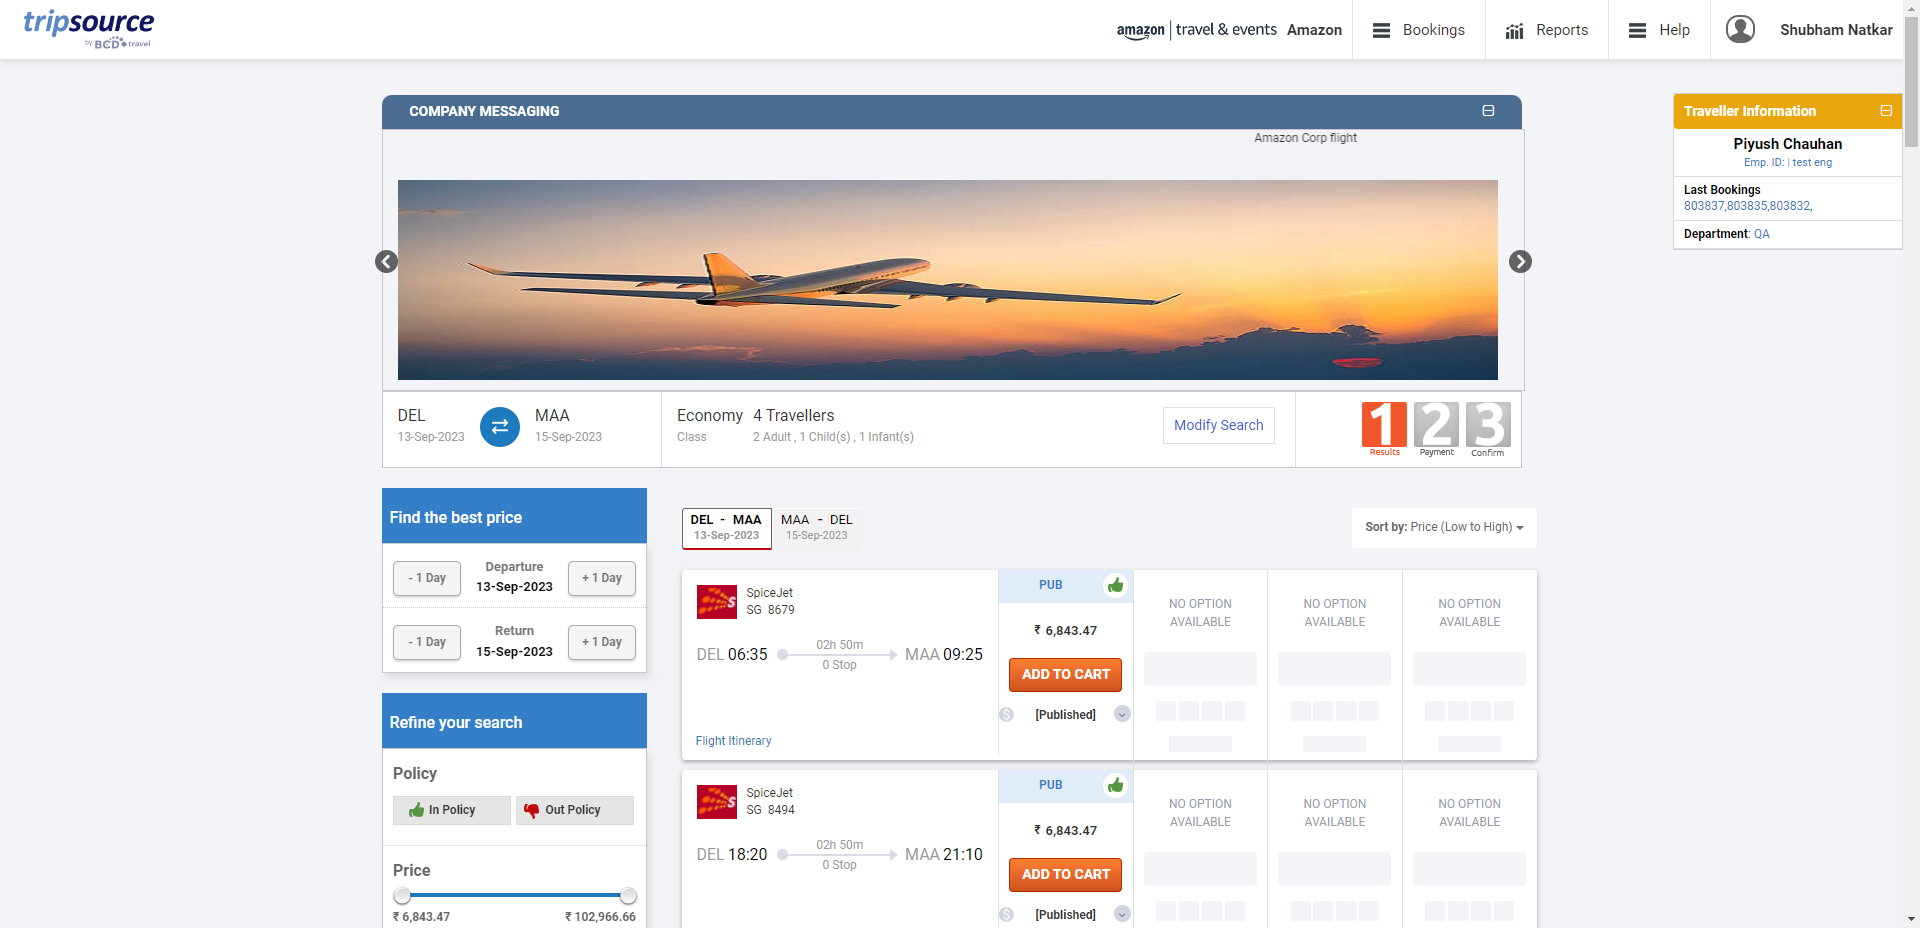 tripsource
by BCD travel
amazon | travel & events Amazon
Bookings
Reports
Help
Shubham Natkar
COMPANY MESSAGING
Amazon Corp flight
Traveller Information
Piyush Chauhan
Emp. ID: | test eng
Last Bookings
803837,803835,803832,
Department: QA
DEL
13-Sep-2023
MAA
15-Sep-2023
Economy
Class
4 Travellers
2 Adult , 1 Child(s) , 1 Infant(s)
Modify Search
1 2 3
Results Payment Confirm
Find the best price
- 1 Day
Departure
13-Sep-2023
+ 1 Day
- 1 Day
Return
15-Sep-2023
+ 1 Day
Refine your search
Policy
In Policy
Out Policy
Price
₹ 6,843.47
₹ 102,966.66
DEL - MAA
13-Sep-2023
MAA - DEL
15-Sep-2023
Sort by: Price (Low to High)
SpiceJet
SG 8679
DEL 06:35
02h 50m
0 Stop
MAA 09:25
Flight Itinerary
PUB
₹ 6,843.47
ADD TO CART
S
[Published]
NO OPTION
AVAILABLE
NO OPTION
AVAILABLE
NO OPTION
AVAILABLE
SpiceJet
SG 8494
DEL 18:20
02h 50m
0 Stop
MAA 21:10
PUB
₹ 6,843.47
ADD TO CART
S
[Published]
NO OPTION
AVAILABLE
NO OPTION
AVAILABLE
NO OPTION
AVAILABLE